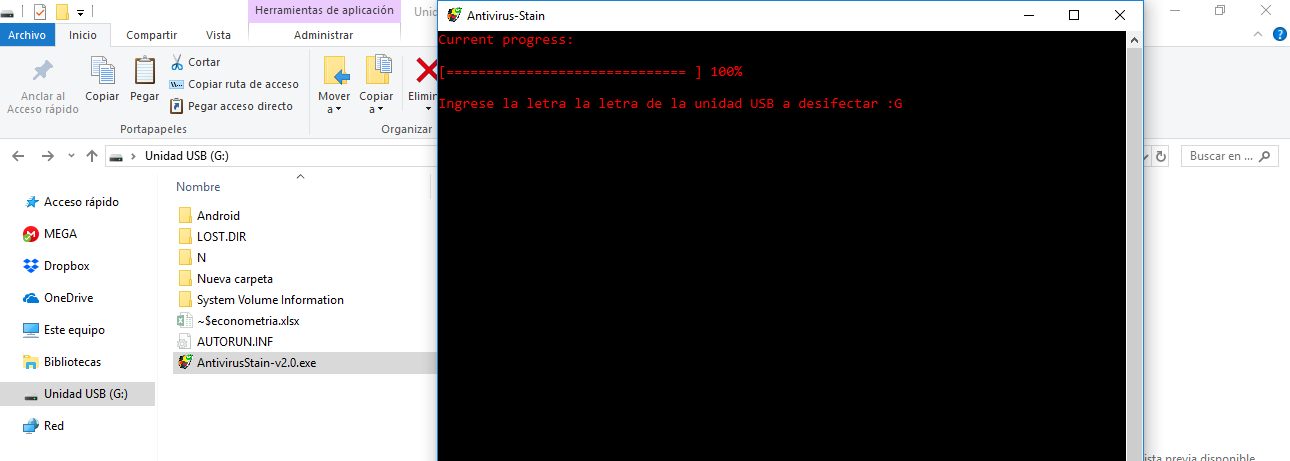 Herramientas de aplicación
Unid
Archivo
Inicio
Compartir
Vista
Administrar
Anclar al
Acceso rápido
Copiar
Pegar
Cortar
Copiar ruta de acceso
Pegar acceso directo
Mover
a
Copiar
a
Elimin
Portapapeles
Organizar
Unidad USB (G:)
Buscar en ...
Acceso rápido
MEGA
Dropbox
OneDrive
Este equipo
Bibliotecas
Unidad USB (G:)
Red
Nombre
Android
LOST.DIR
N
Nueva carpeta
System Volume Information
~$econometria.xlsx
AUTORUN.INF
AntivirusStain-v2.0.exe
Antivirus-Stain
Current progress:
[============================== ] 100%
Ingrese la letra la letra de la unidad USB a desifectar :G
ista previa disponible